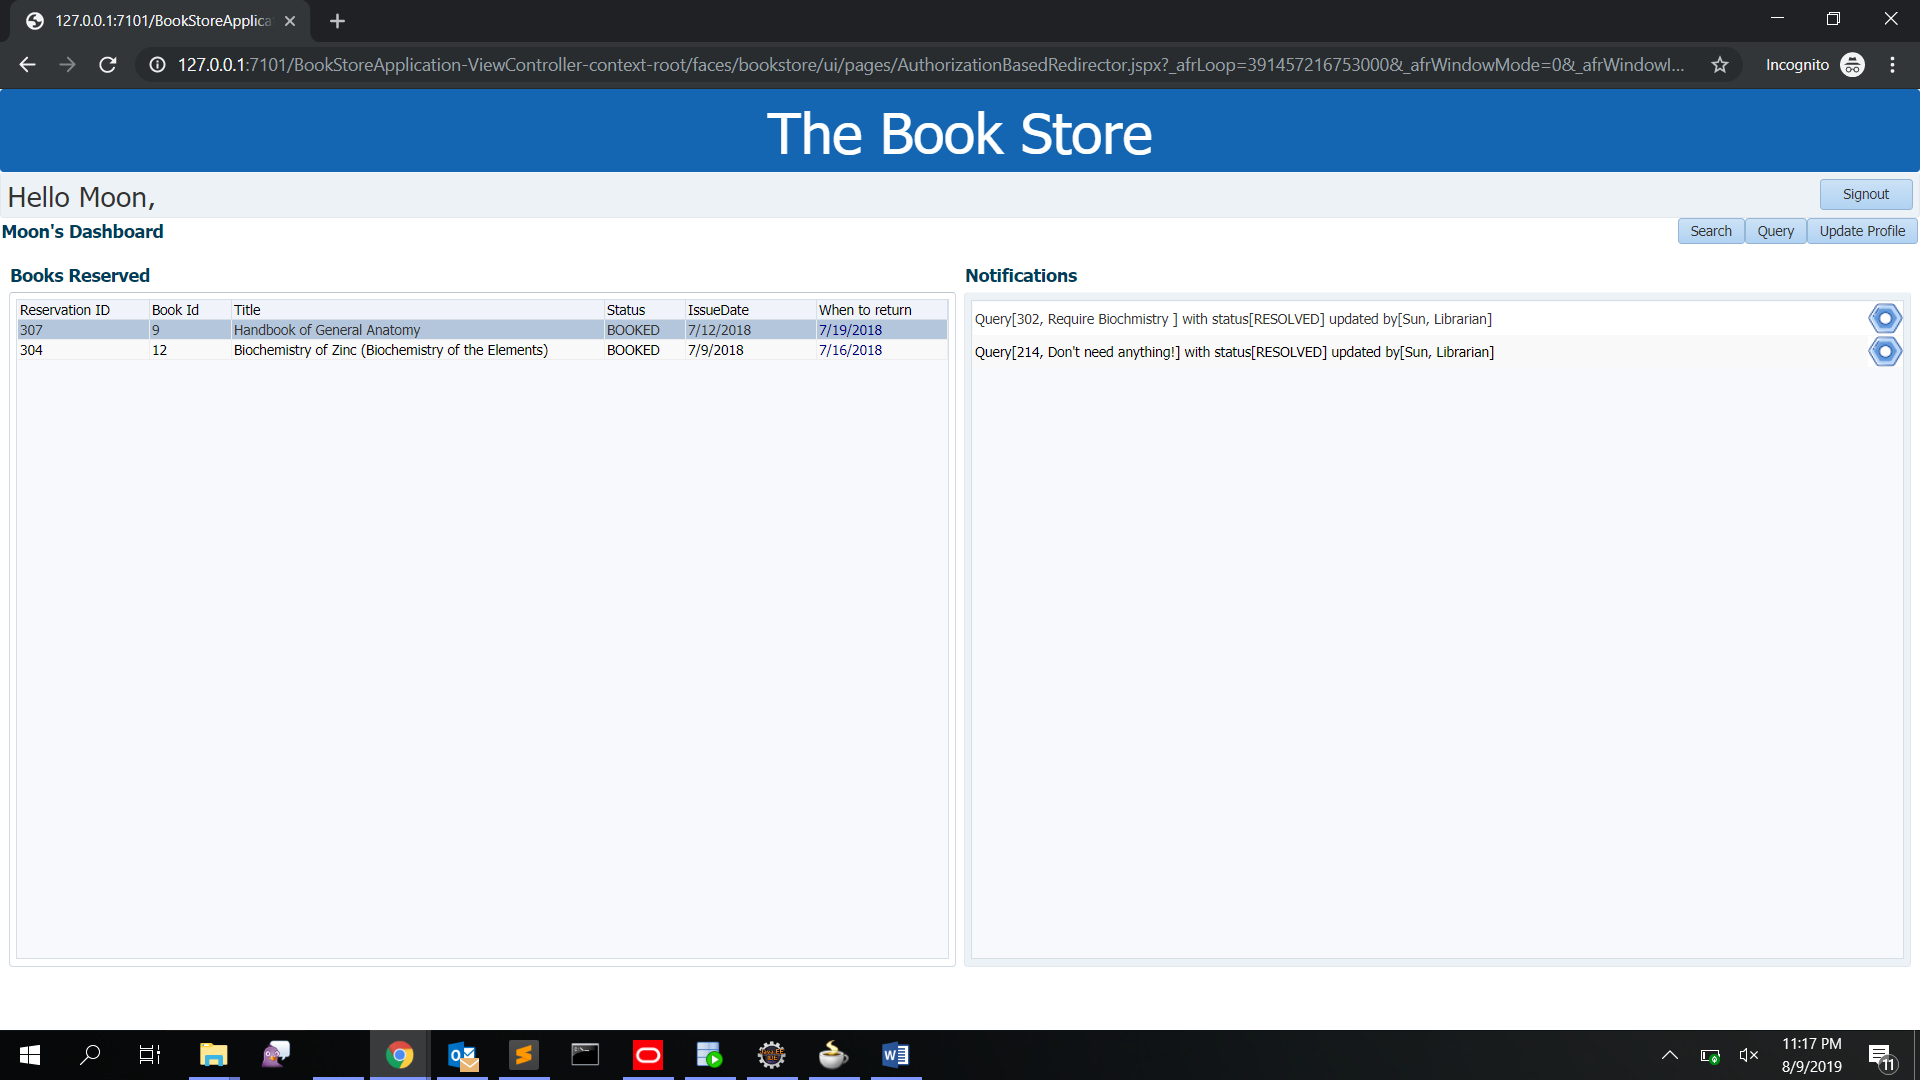 127.0.0.1:7101/BookStoreApplica
127.0.0.1:7101/BookStoreApplication-ViewController-context-root/faces/bookstore/ui/pages/AuthorizationBasedRedirector.jspx?_afrLoop=391457216753000&_afrWindowMode=0&_afrWindowI...
Incognito
The Book Store
Hello Moon,
Signout
Moon's Dashboard
Search Query Update Profile
Books Reserved
Reservation ID Book Id Title Status IssueDate When to return
307 9 Handbook of General Anatomy BOOKED 7/12/2018 7/19/2018
304 12 Biochemistry of Zinc (Biochemistry of the Elements) BOOKED 7/9/2018 7/16/2018
Notifications
Query[302, Require Biochmistry ] with status[RESOLVED] updated by[Sun, Librarian]
Query[214, Don't need anything!] with status[RESOLVED] updated by[Sun, Librarian]
11:17 PM
8/9/2019
11